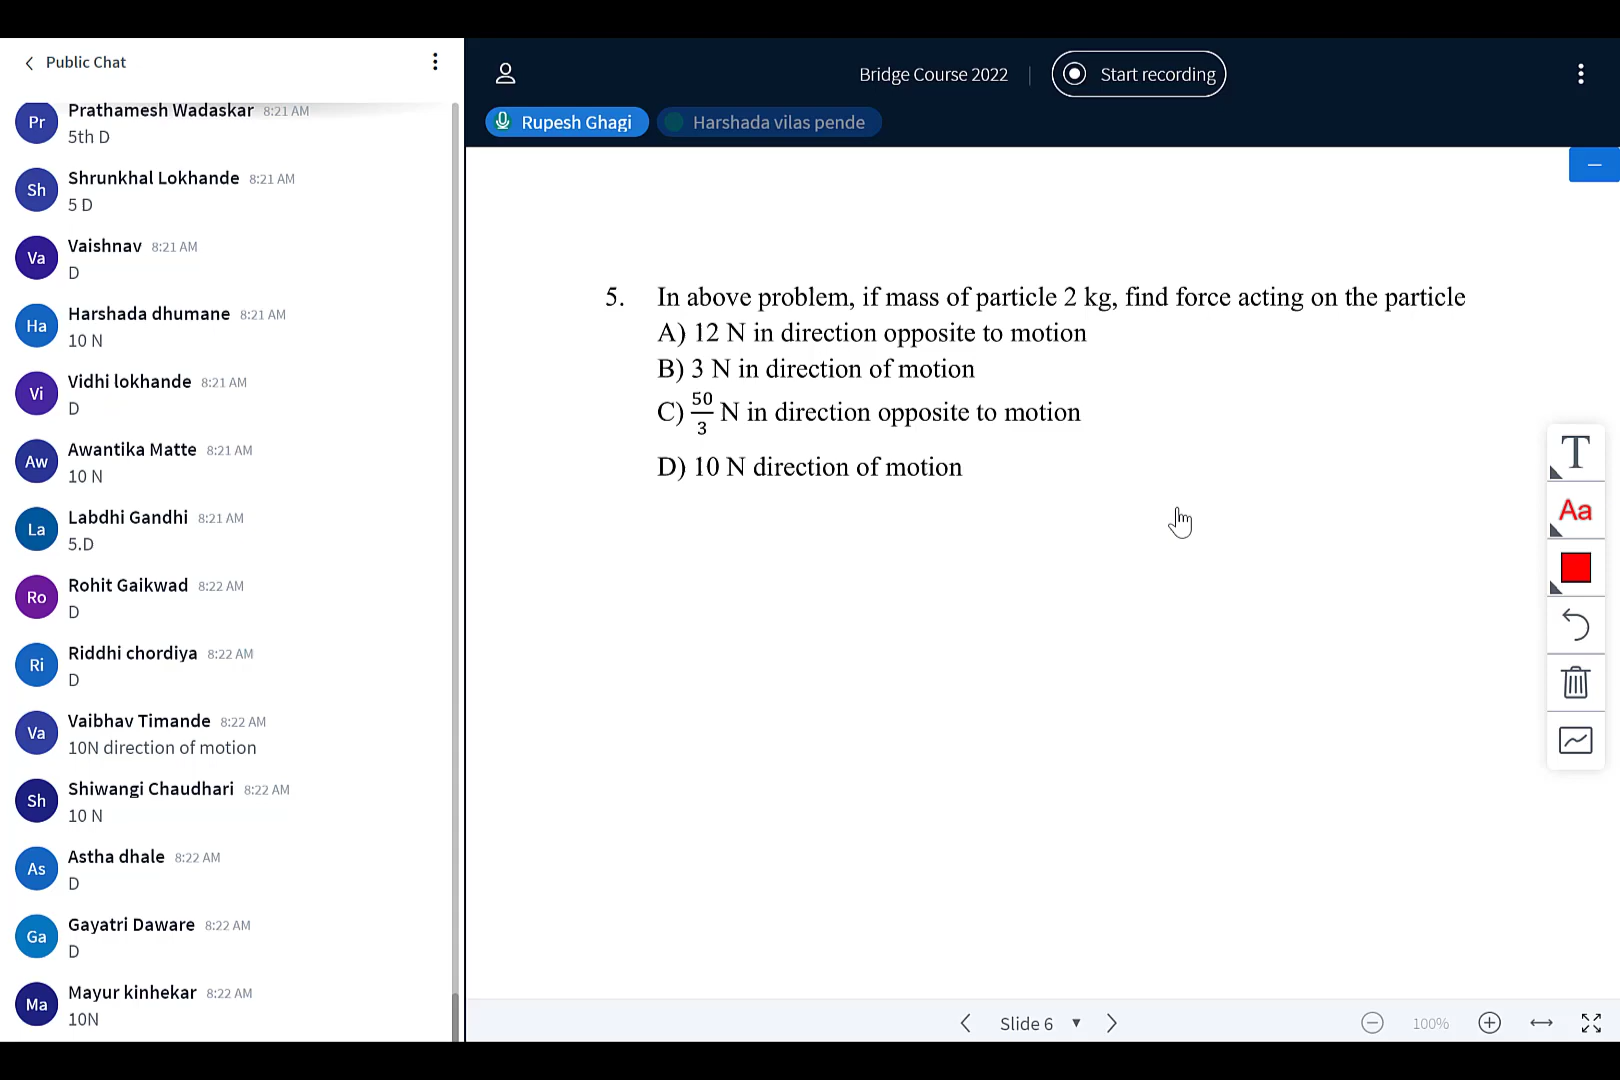 Public Chat
Pr
Prathamesh Wadaskar 8:21 AM
5th D
Sh
Shrunkhal Lokhande 8:21 AM
5 D
Va
Vaishnav 8:21 AM
D
Ha
Harshada dhumane 8:21 AM
10 N
Vi
Vidhi lokhande 8:21 AM
D
Aw
Awantika Matte 8:21 AM
10 N
La
Labdhi Gandhi 8:21 AM
5.D
Ro
Rohit Gaikwad 8:22 AM
D
Ri
Riddhi chordiya 8:22 AM
D
Va
Vaibhav Timande 8:22 AM
10N direction of motion
Sh
Shiwangi Chaudhari 8:22 AM
10 N
As
Astha dhale 8:22 AM
D
Ga
Gayatri Daware 8:22 AM
D
Ma
Mayur kinhekar 8:22 AM
10N
Bridge Course 2022
Start recording
Rupesh Ghagi
Harshada vilas pende
5. In above problem, if mass of particle 2 kg, find force acting on the particle
A) 12 N in direction opposite to motion
B) 3 N in direction of motion
C) 50/3 N in direction opposite to motion
D) 10 N direction of motion
T
Aa
Slide 6
100%